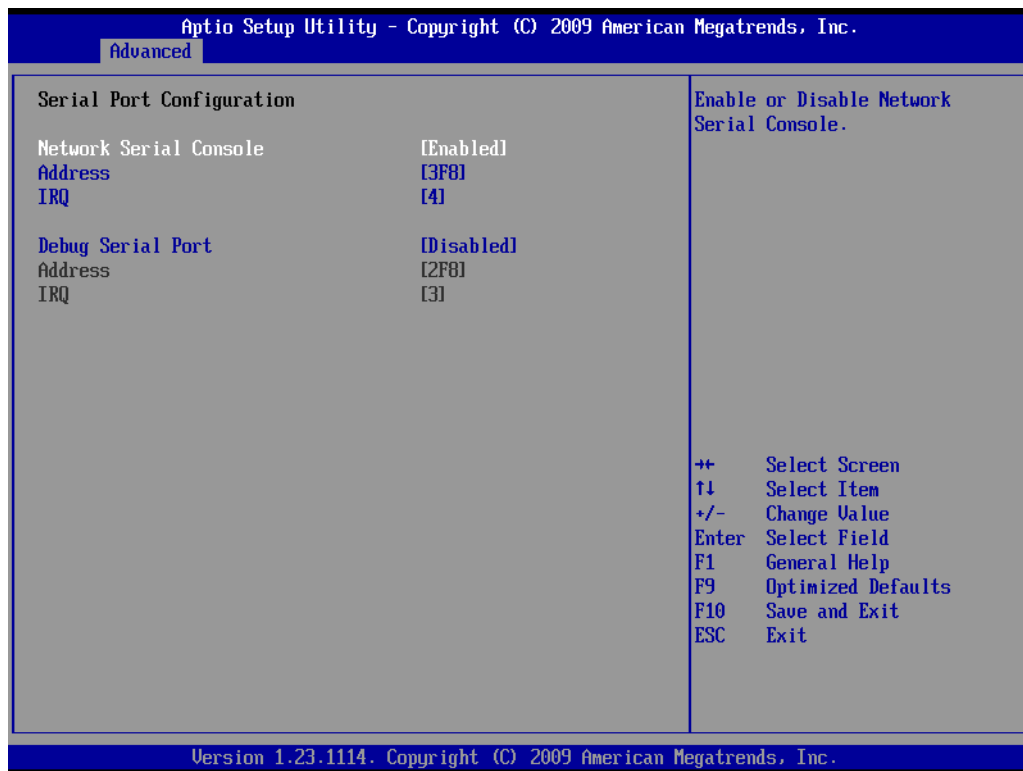 Aptio Setup Utility - Copyright (C) 2009 American Megatrends, Inc.
Advanced
Serial Port Configuration
Network Serial Console [Enabled]
Address [3F8]
IRQ [4]
Debug Serial Port [Disabled]
Address [2F8]
IRQ [3]
Enable or Disable Network
Serial Console.
→← Select Screen
↑↓ Select Item
+/- Change Value
Enter Select Field
F1 General Help
F9 Optimized Defaults
F10 Save and Exit
ESC Exit
Version 1.23.1114. Copyright (C) 2009 American Megatrends, Inc.